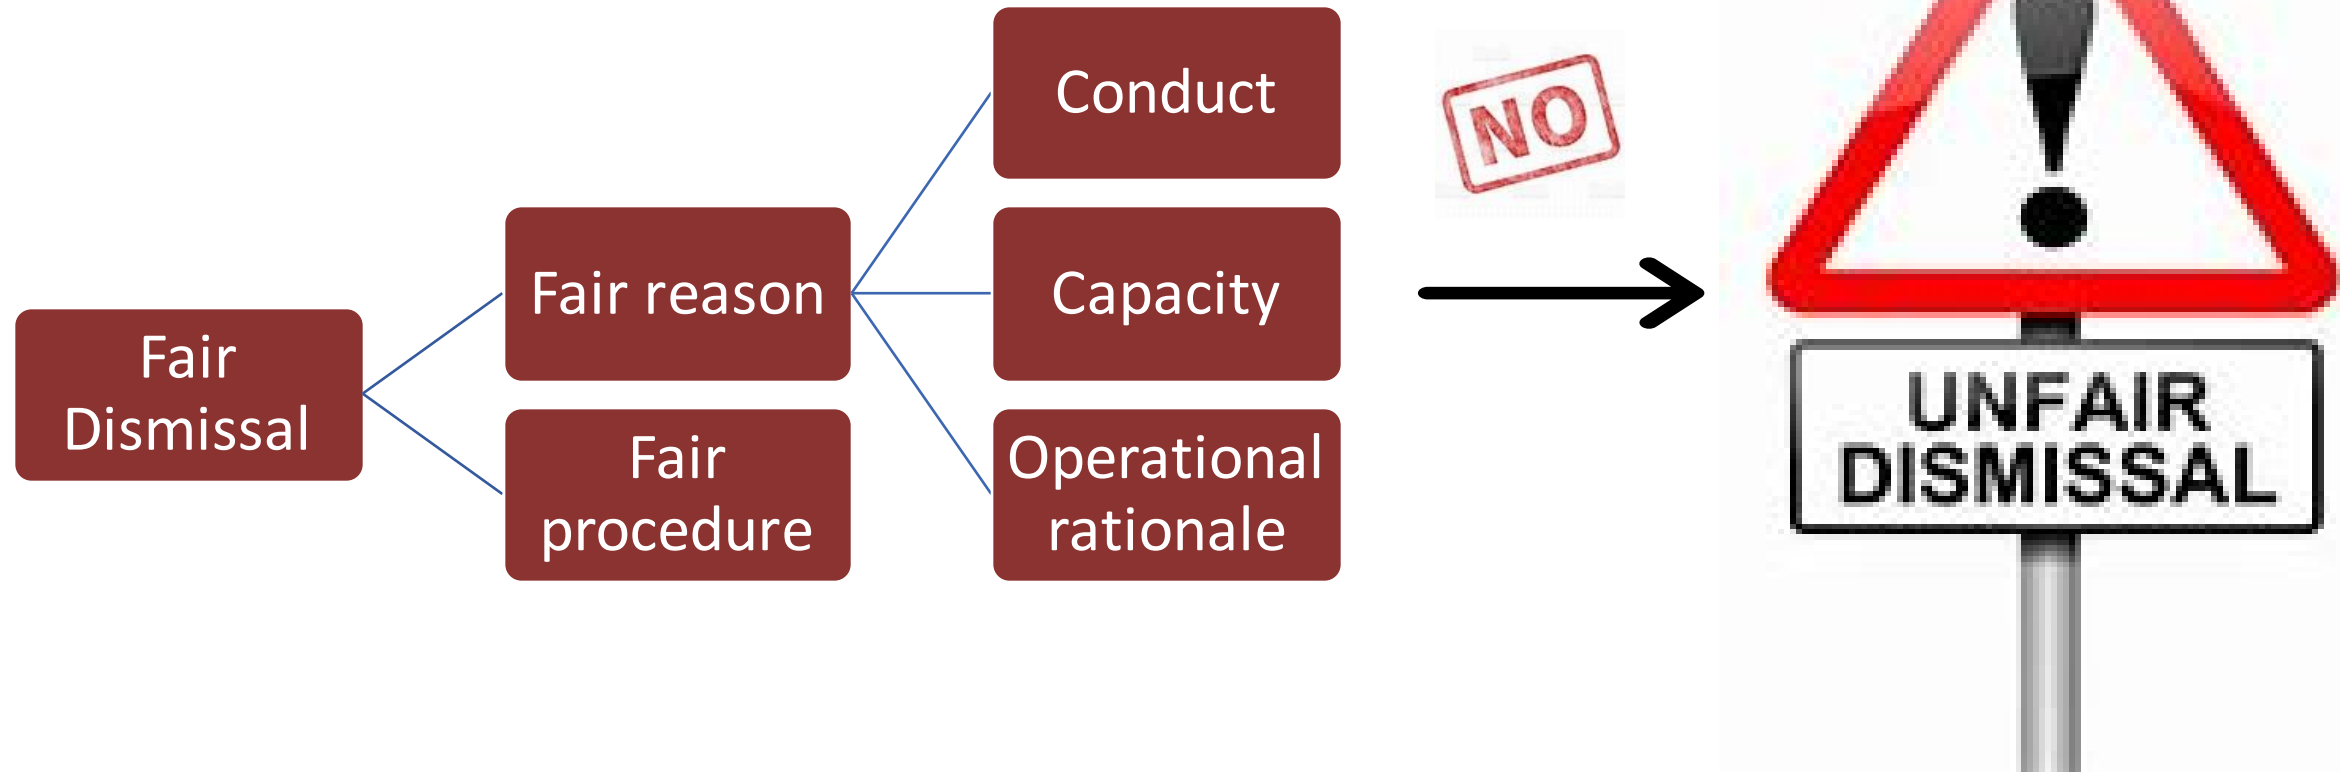 Fair
Dismissal
Fair reason
Fair
procedure
Conduct
Capacity
Operational
rationale
NO
UNFAIR
DISMISSAL